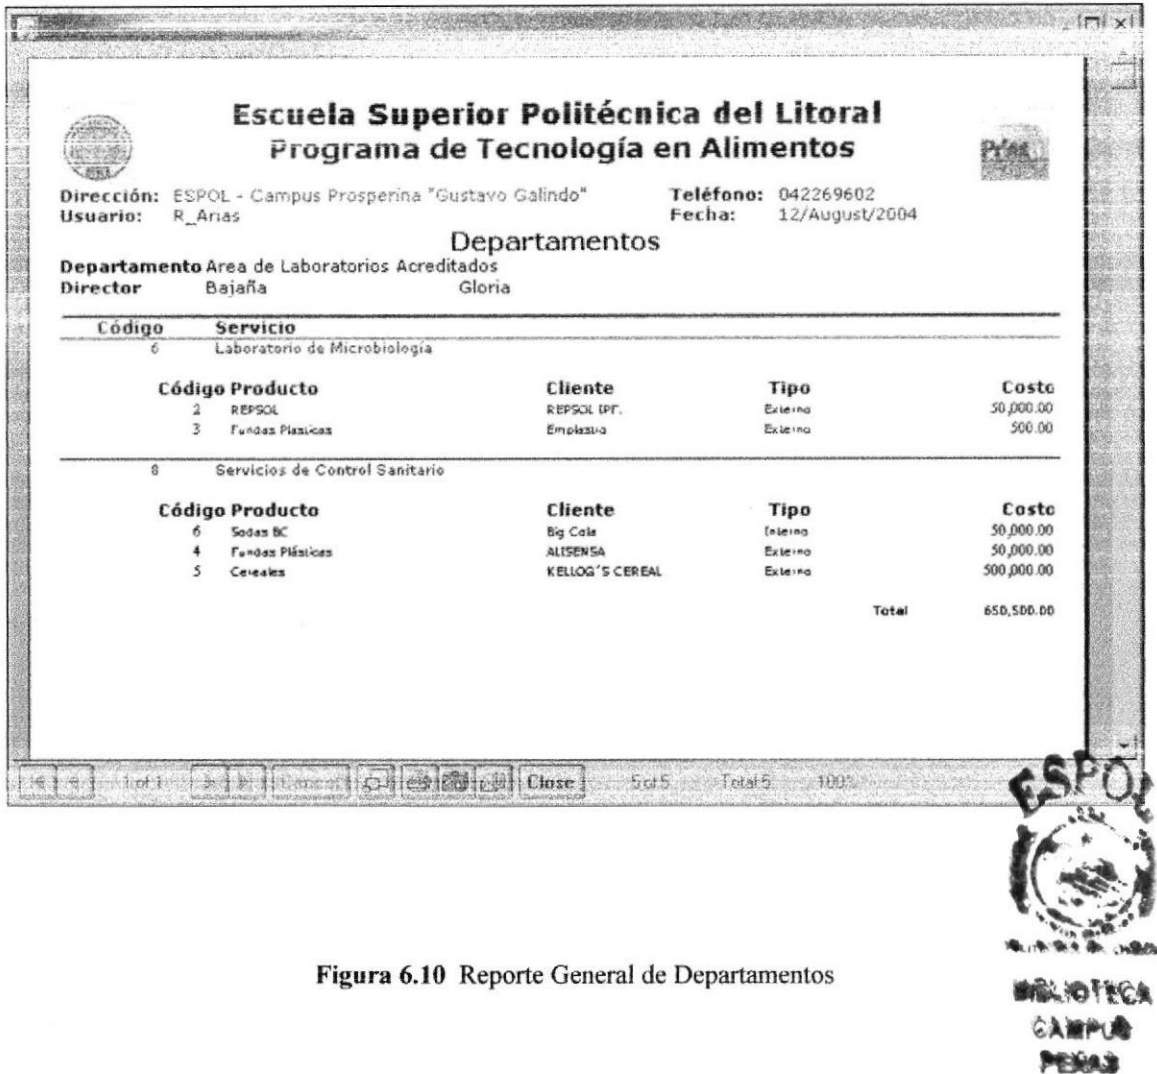 Escuela Superior Politécnica del Litoral
Programa de Tecnología en Alimentos
Dirección: ESPOL - Campus Prosperina "Gustavo Galindo" Teléfono: 042269602
Usuario: R_Arias Fecha: 12/August/2004
Departamentos
Departamento Area de Laboratorios Acreditados
Director Bajaña Gloria
Código Servicio
6 Laboratorio de Microbiología
Código Producto Cliente Tipo Costo
2 REPSOL REPSOL Externo 50,000.00
3 Fundas Plasticas Externo 500.00
8 Servicios de Control Sanitario
Código Producto Cliente Tipo Costo
6 Sodas BC Big Cola Interno 50,000.00
4 Fundas Plásticas ALISENSA Externo 50,000.00
5 Cereales KELLOG'S CEREAL Externo 500,000.00
Total 650,500.00
1 of 1 Cancel Close 5 of 5 Total 5 100%
ESPOL
BIBLIOTECA
CAMPUS
PEÑAS
Figura 6.10 Reporte General de Departamentos